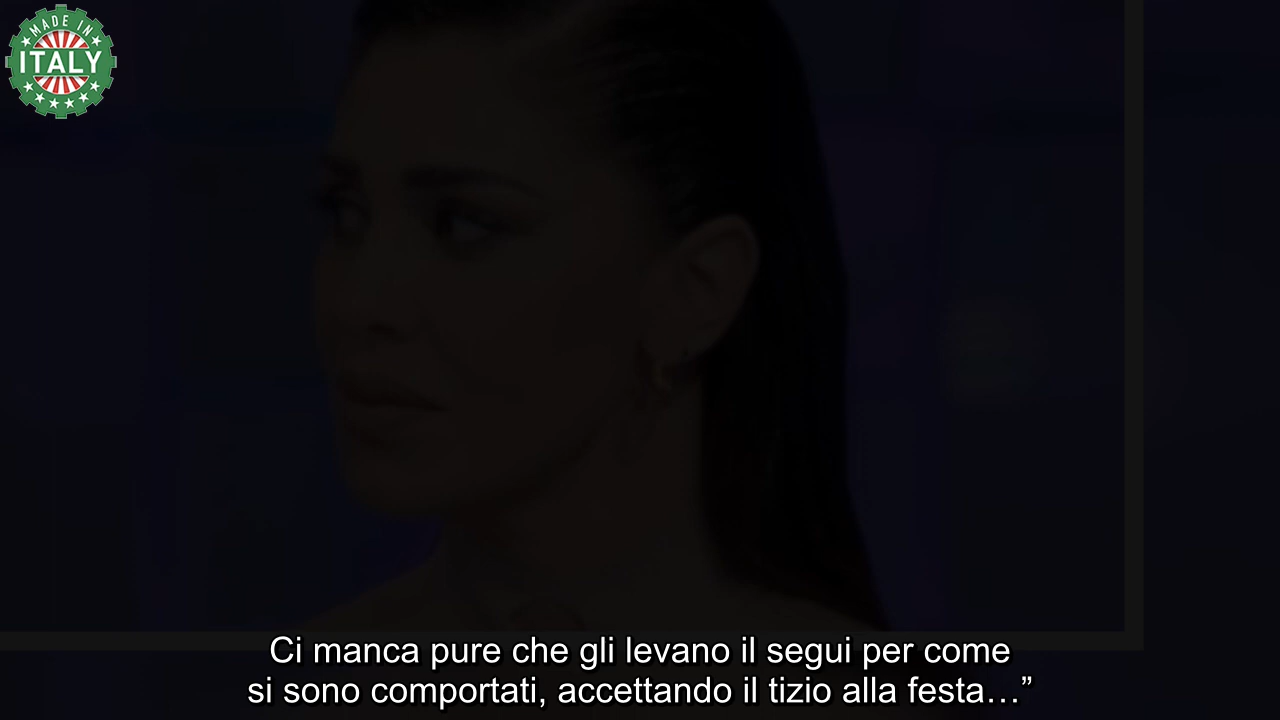 MADE IN
ITALY
Ci manca pure che gli levano il segui per come
si sono comportati, accettando il tizio alla festa…”